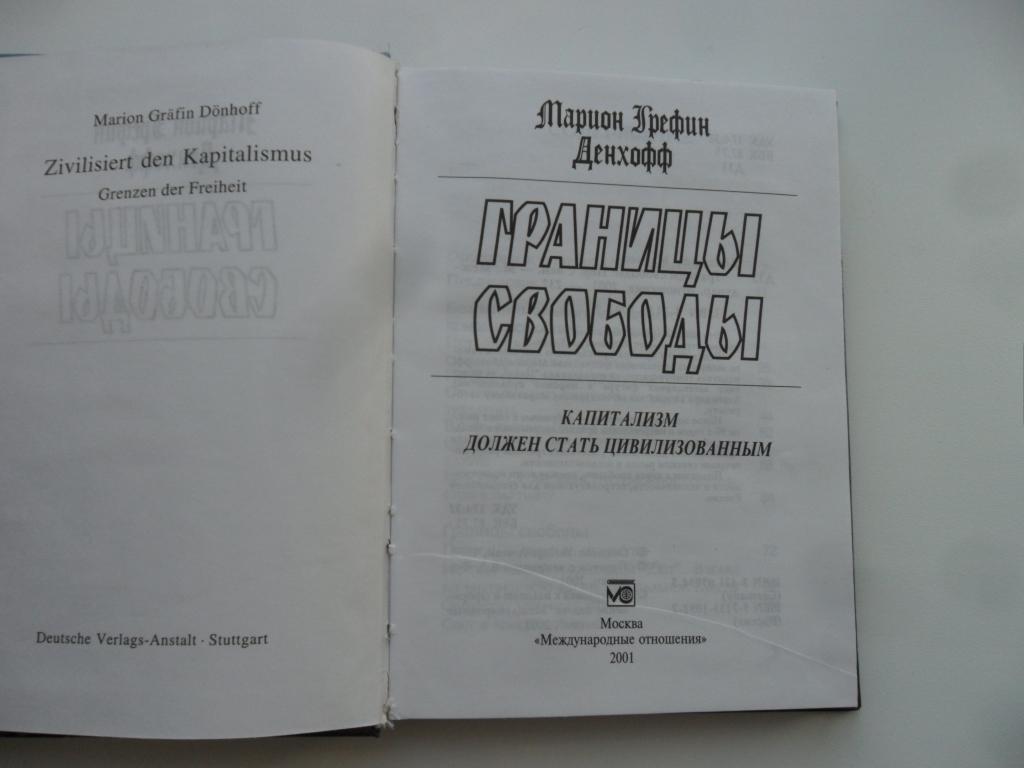 Marion Gräfin Dönhoff
Zivilisiert den Kapitalismus
Grenzen der Freiheit
Deutsche Verlags-Anstalt · Stuttgart
Марион Грефин
Денхофф
ГРАНИЦЫ
СВОБОДЫ
КАПИТАЛИЗМ
ДОЛЖЕН СТАТЬ ЦИВИЛИЗОВАННЫМ
Москва
«Международные отношения»
2001